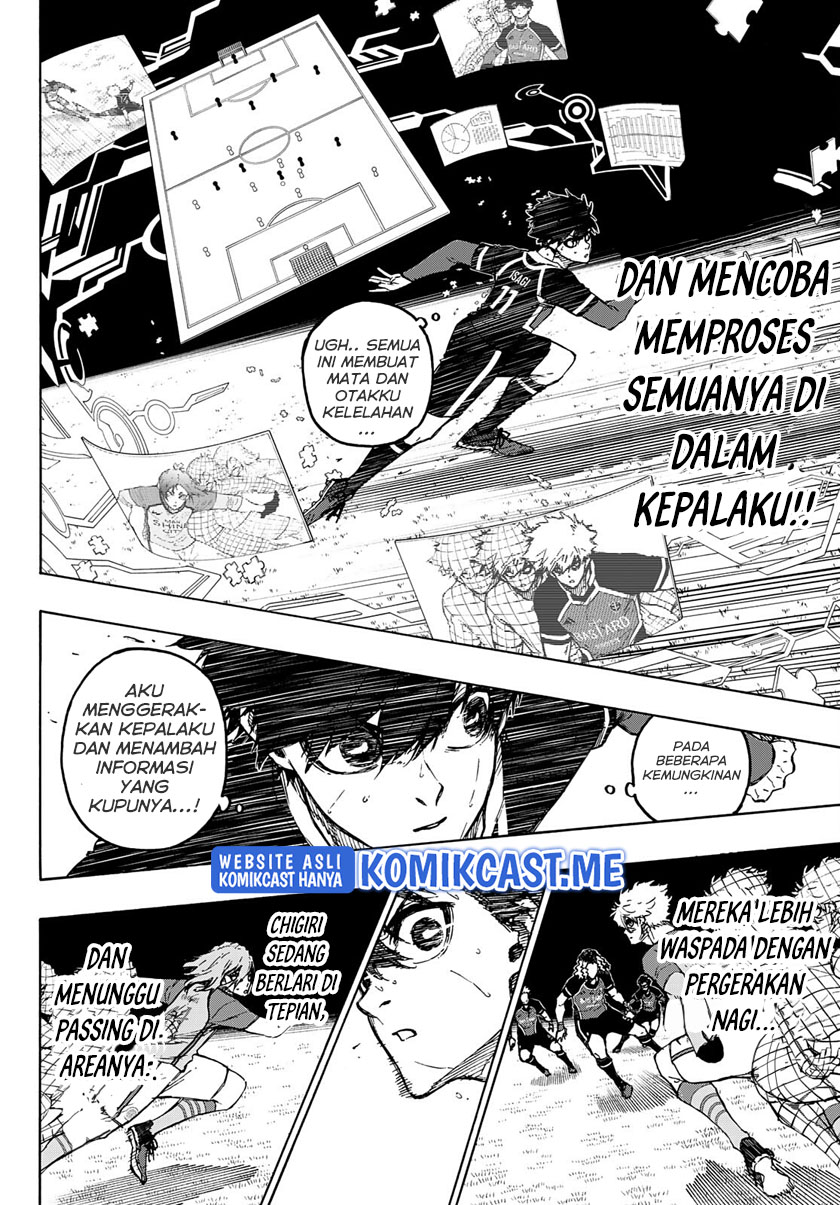 DAN MENCOBA
MEMPROSES
SEMUANYA DI
DALAM .
KEPALAKU!!
UGH.. SEMUA
INI MEMBUAT
MATA DAN
OTAKKU
KELELAHAN
...
ISAGI
11
BASTARD
BASTARD
PADA
BEBERAPA
KEMUNGKINAN
...
AKU
MENGGERAK-
KAN KEPALAKU
DAN MENAMBAH
INFORMASI
YANG
KUPUNYA...!
WEBSITE ASLI
KOMIKCAST HANYA
KOMIKCAST.ME
MEREKA LEBIH
WASPADA DENGAN
PERGERAKAN
NAGI...
CHIGIRI
SEDANG
BERLARI DI
TEPIAN,
DAN
MENUNGGU
PASSING DI
AREANYA.